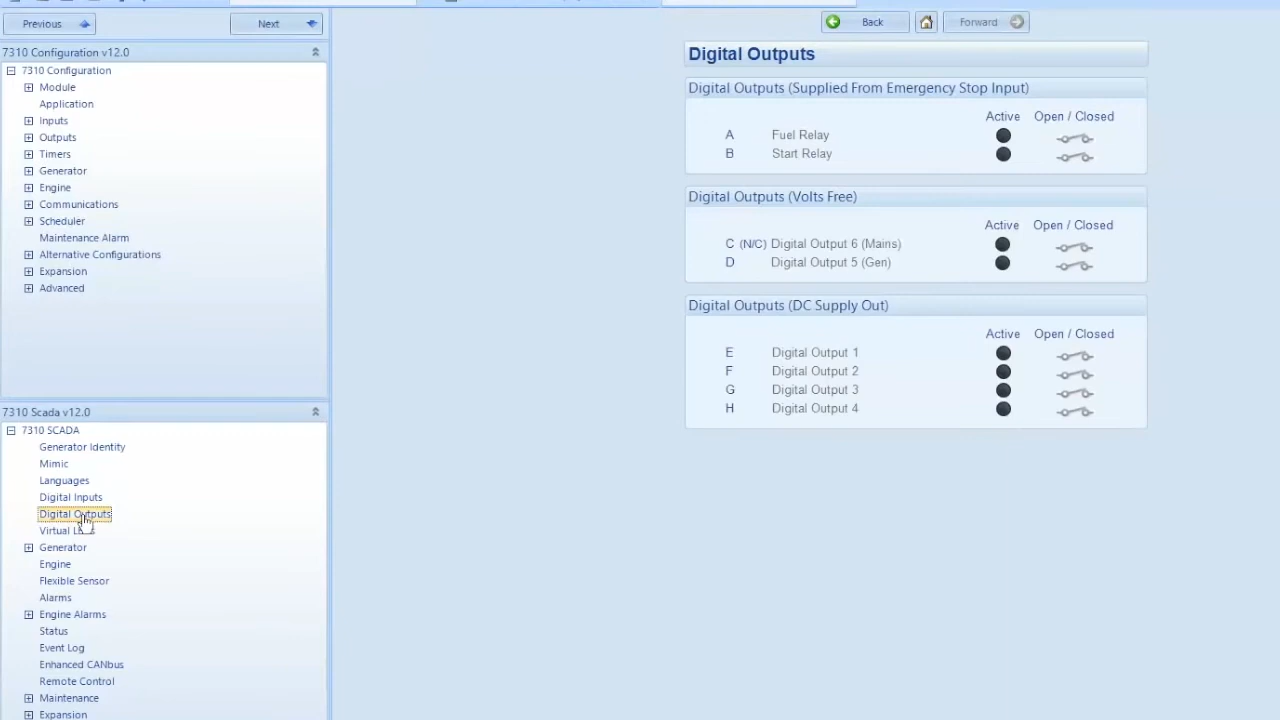 Previous
Next
Back
Forward
7310 Configuration v12.0
7310 Configuration
Module
Application
Inputs
Outputs
Timers
Generator
Engine
Communications
Scheduler
Maintenance Alarm
Alternative Configurations
Expansion
Advanced
7310 Scada v12.0
7310 SCADA
Generator Identity
Mimic
Languages
Digital Inputs
Digital Outputs
Virtual
Generator
Engine
Flexible Sensor
Alarms
Engine Alarms
Status
Event Log
Enhanced CANbus
Remote Control
Maintenance
Expansion
Digital Outputs
Digital Outputs (Supplied From Emergency Stop Input)
Active Open / Closed
A Fuel Relay
B Start Relay
Digital Outputs (Volts Free)
Active Open / Closed
C (N/C) Digital Output 6 (Mains)
D Digital Output 5 (Gen)
Digital Outputs (DC Supply Out)
Active Open / Closed
E Digital Output 1
F Digital Output 2
G Digital Output 3
H Digital Output 4